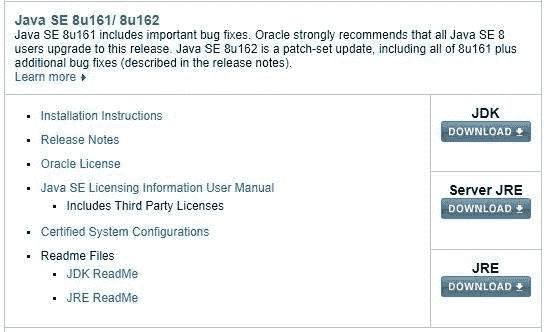 Java SE 8u161/ 8u162
Java SE 8u161 includes important bug fixes. Oracle strongly recommends that all Java SE 8
users upgrade to this release. Java SE 8u162 is a patch-set update, including all of 8u161 plus
additional bug fixes (described in the release notes).
Learn more
Installation Instructions
Release Notes
Oracle License
Java SE Licensing Information User Manual
Includes Third Party Licenses
Certified System Configurations
Readme Files
JDK ReadMe
JRE ReadMe
JDK
DOWNLOAD
Server JRE
DOWNLOAD
JRE
DOWNLOAD